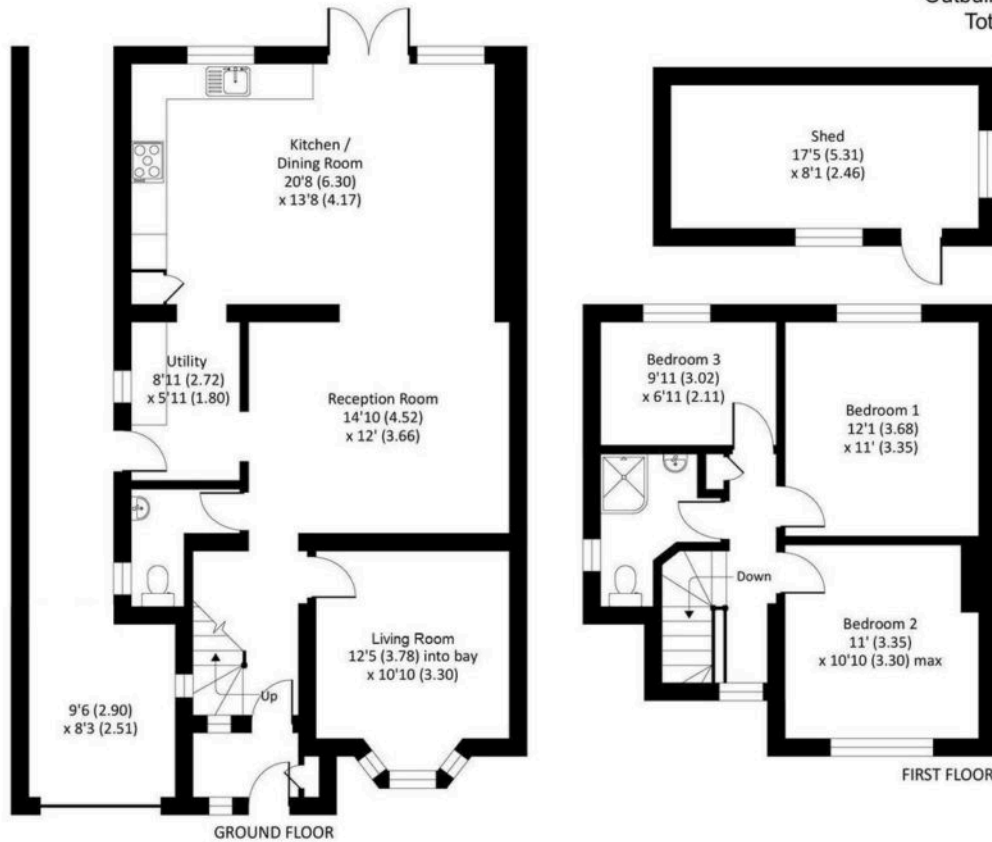 Tot
Kitchen /
Dining Room
20'8 (6.30)
x 13'8 (4.17)
Shed
17'5 (5.31)
x 8'1 (2.46)
Utility
8'11 (2.72)
x 5'11 (1.80)
Reception Room
14'10 (4.52)
x 12' (3.66)
Bedroom 3
9'11 (3.02)
x 6'11 (2.11)
Bedroom 1
12'1 (3.68)
x 11' (3.35)
Down
Living Room
12'5 (3.78) into bay
x 10'10 (3.30)
Bedroom 2
11' (3.35)
x 10'10 (3.30) max
Up
9'6 (2.90)
x 8'3 (2.51)
FIRST FLOOR
GROUND FLOOR